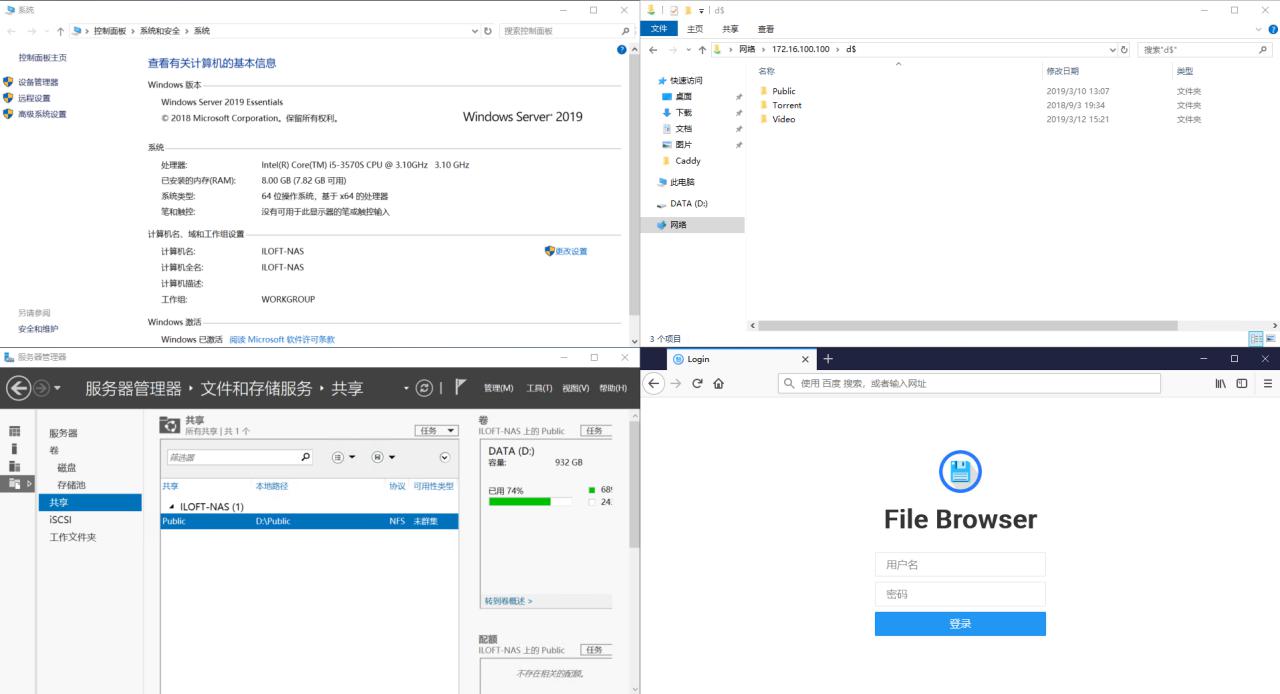 系统
控制面板 › 系统和安全 › 系统
搜索控制面板
控制面板主页
设备管理器
远程设置
高级系统设置
另请参阅
安全和维护
查看有关计算机的基本信息
Windows 版本
Windows Server 2019 Essentials
© 2018 Microsoft Corporation。保留所有权利。
Windows Server® 2019
系统
处理器: Intel(R) Core(TM) i5-3570S CPU @ 3.10GHz 3.10 GHz
已安装的内存(RAM): 8.00 GB (7.82 GB 可用)
系统类型: 64 位操作系统，基于 x64 的处理器
笔和触控: 没有可用于此显示器的笔或触控输入
计算机名、域和工作组设置
计算机名: ILOFT-NAS
更改设置
计算机全名: ILOFT-NAS
计算机描述:
工作组: WORKGROUP
Windows 激活
Windows 已激活 阅读 Microsoft 软件许可条款
d$
文件 主页 共享 查看
网络 › 172.16.100.100 › d$
搜索"d$"
快速访问
桌面
下载
文档
图片
Caddy
此电脑
DATA (D:)
网络
名称 修改日期 类型
Public 2019/3/10 13:07 文件夹
Torrent 2018/9/3 19:34 文件夹
Video 2019/3/12 15:21 文件夹
3 个项目
服务器管理器
服务器管理器 › 文件和存储服务 › 共享
管理(M) 工具(T) 视图(V) 帮助(H)
服务器
卷
磁盘
存储池
共享
iSCSI
工作文件夹
共享
所有共享 | 共 1 个
任务
筛选器
共享 本地路径 协议 可用性类型
ILOFT-NAS (1)
Public D:\Public NFS 未群集
卷
ILOFT-NAS 上的 Public
任务
DATA (D:)
容量: 932 GB
已用 74%
68
24.
转到卷概述 >
配额
ILOFT-NAS 上的 Public
任务
不存在相关的配额。
Login
使用 百度 搜索，或者输入网址
File Browser
用户名
密码
登录